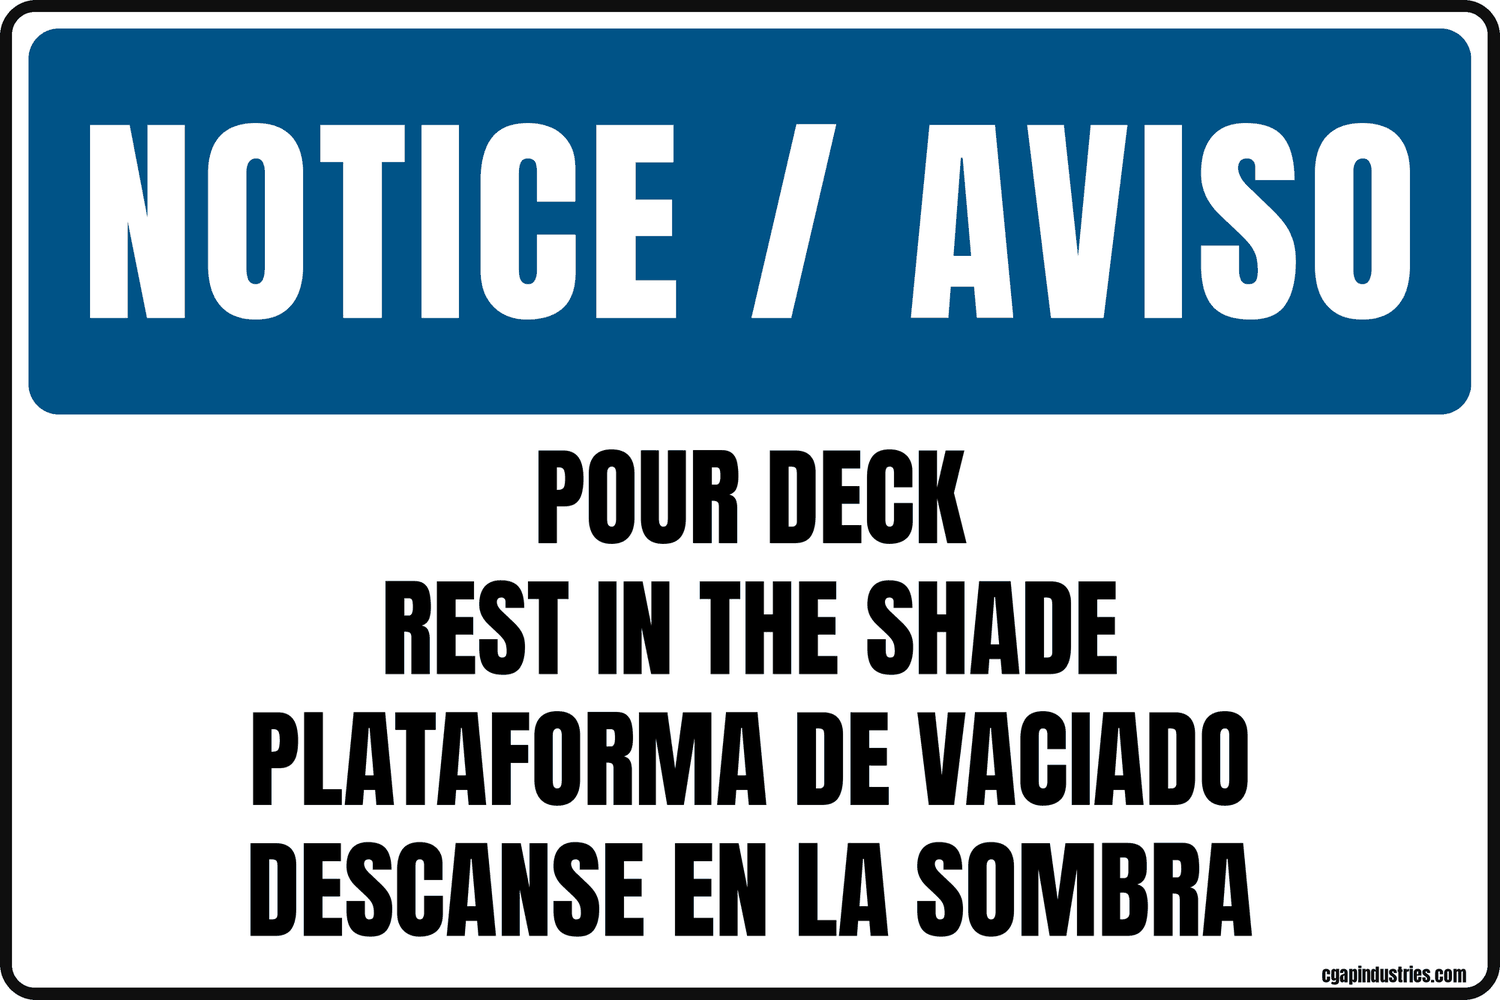 NOTICE / AVISO
POUR DECK
REST IN THE SHADE
PLATAFORMA DE VACIADO
DESCANSE EN LA SOMBRA
cgapindustries.com